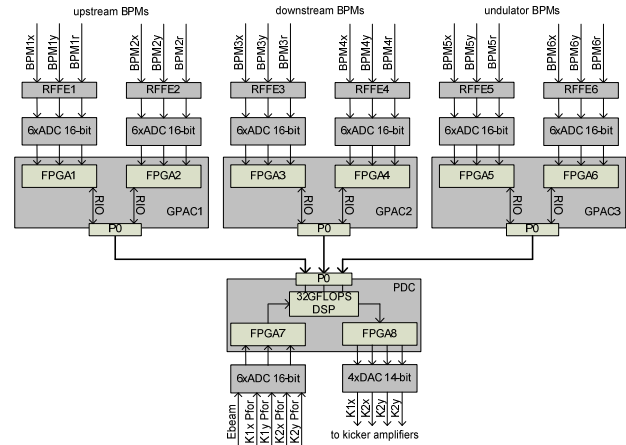 upstream BPMs
downstream BPMs
undulator BPMs
BPM1x
BPM1y
BPM1r
BPM2x
BPM2y
BPM2r
BPM3x
BPM3y
BPM3r
BPM4x
BPM4y
BPM4r
BPM5x
BPM5y
BPM5r
BPM6x
BPM6y
BPM6r
RFFE1
RFFE2
RFFE3
RFFE4
RFFE5
RFFE6
6xADC 16-bit
6xADC 16-bit
6xADC 16-bit
6xADC 16-bit
6xADC 16-bit
6xADC 16-bit
FPGA1
FPGA2
FPGA3
FPGA4
FPGA5
FPGA6
RIO
RIO
GPAC1
RIO
RIO
GPAC2
RIO
RIO
GPAC3
P0
P0
P0
P0
PDC
32GFLOPS
DSP
FPGA7
FPGA8
6xADC 16-bit
4xDAC 14-bit
Ebeam
K1x Pfor
K1y Pfor
K2x Pfor
K2y Pfor
K1x
K2x
K2y
K2y
to kicker amplifiers